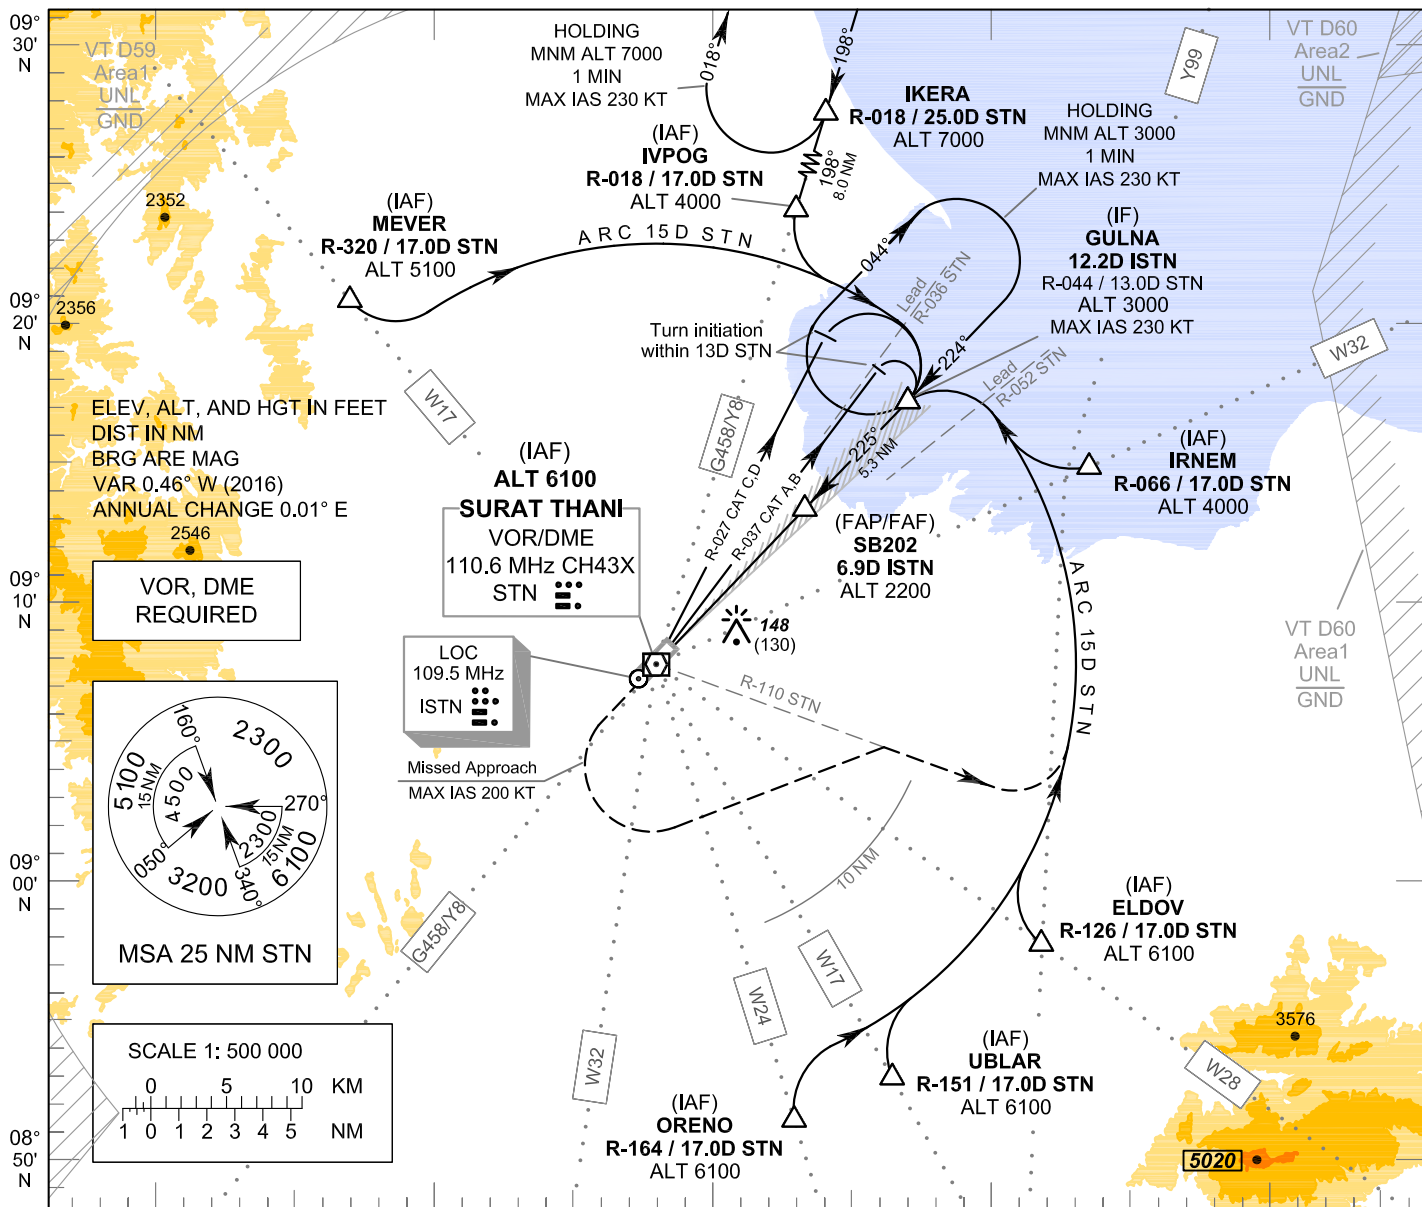 09°
30'
N
VT D59
Area1
UNL
GND
HOLDING
MNM ALT 7000
1 MIN
MAX IAS 230 KT
018°
198°
IKERA
R-018 / 25.0D STN
ALT 7000
Y99
VT D60
Area2
UNL
GND
HOLDING
MNM ALT 3000
1 MIN
MAX IAS 230 KT
(IAF)
IVPOG
R-018 / 17.0D STN
ALT 4000
198°
8.0 NM
2352
(IAF)
MEVER
R-320 / 17.0D STN
ALT 5100
ARC 15D STN
044°
Lead
R-036 STN
(IF)
GULNA
12.2D ISTN
R-044 / 13.0D STN
ALT 3000
MAX IAS 230 KT
09°
20'
N
2356
Turn initiation
within 13D STN
224°
Lead
R-052 STN
W32
W17
G458/Y8
ELEV, ALT, AND HGT IN FEET
DIST IN NM
BRG ARE MAG
VAR 0.46° W (2016)
ANNUAL CHANGE 0.01° E
2546
(IAF)
ALT 6100
SURAT THANI
VOR/DME
110.6 MHz CH43X
STN
225°
5.3 NM
R-027 CAT C,D
R-037 CAT A,B
(IAF)
IRNEM
R-066 / 17.0D STN
ALT 4000
(FAP/FAF)
SB202
6.9D ISTN
ALT 2200
09°
10'
N
VOR, DME
REQUIRED
148
(130)
ARC 15D STN
LOC
109.5 MHz
ISTN
R-110 STN
VT D60
Area1
UNL
GND
Missed Approach
MAX IAS 200 KT
160°
2300
5100
15 NM
4500
270°
2300
15 NM
6100
050°
3200
340°
MSA 25 NM STN
09°
00'
N
10 NM
G458/Y8
(IAF)
ELDOV
R-126 / 17.0D STN
ALT 6100
W17
W24
W32
SCALE 1: 500 000
0 5 10 KM
1 0 1 2 3 4 5 NM
3576
(IAF)
UBLAR
R-151 / 17.0D STN
ALT 6100
W28
(IAF)
ORENO
R-164 / 17.0D STN
ALT 6100
08°
50'
N
5020